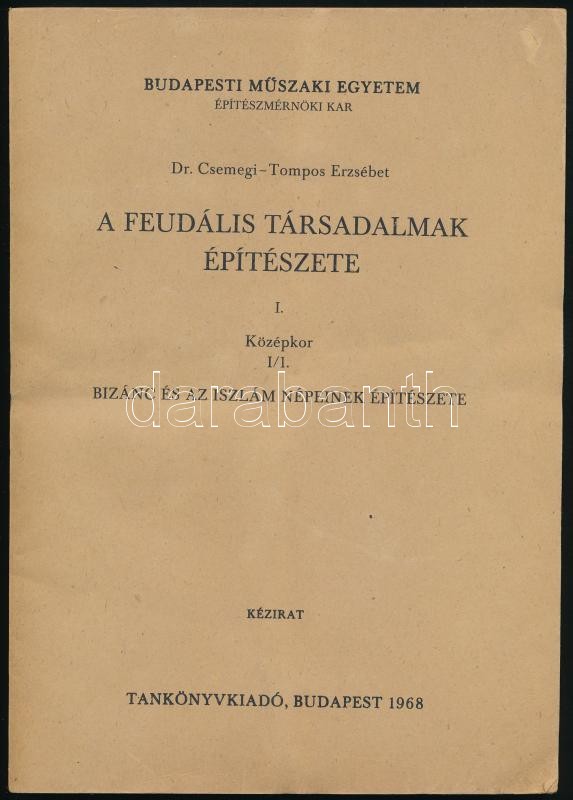 BUDAPESTI MŰSZAKI EGYETEM
ÉPÍTÉSZMÉRNÖKI KAR
Dr. Csemegi-Tompos Erzsébet
A FEUDÁLIS TÁRSADALMAK
ÉPÍTÉSZETE
I.
Középkor
I/1.
BIZÁNC ÉS AZ ISZLÁM NÉPEINEK ÉPÍTÉSZETE
darabanth
KÉZIRAT
TANKÖNYVKIADÓ, BUDAPEST 1968